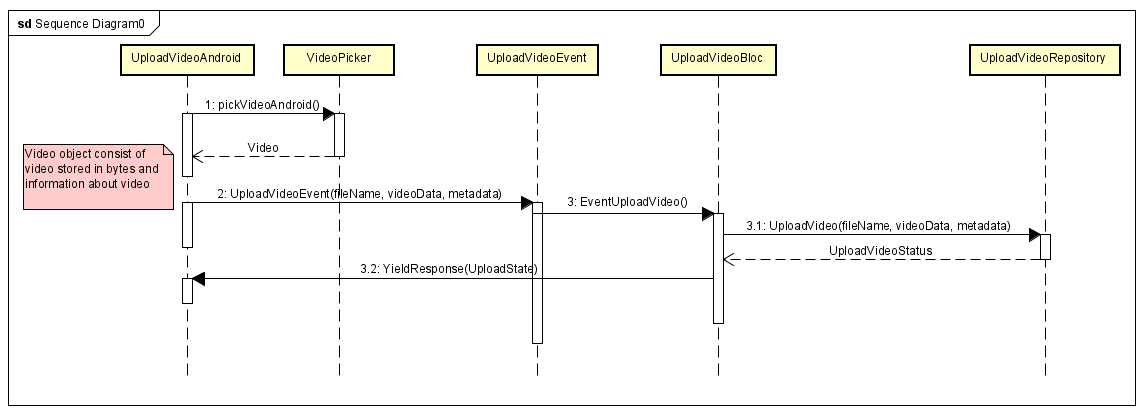 sd Sequence Diagram0
UploadVideoAndroid
VideoPicker
UploadVideoEvent
UploadVideoBloc
UploadVideoRepository
1: pickVideoAndroid()
Video
Video object consist of
video stored in bytes and
information about video
2: UploadVideoEvent(fileName, videoData, metadata)
3: EventUploadVideo()
3.1: UploadVideo(fileName, videoData, metadata)
UploadVideoStatus
3.2: YieldResponse(UploadState)